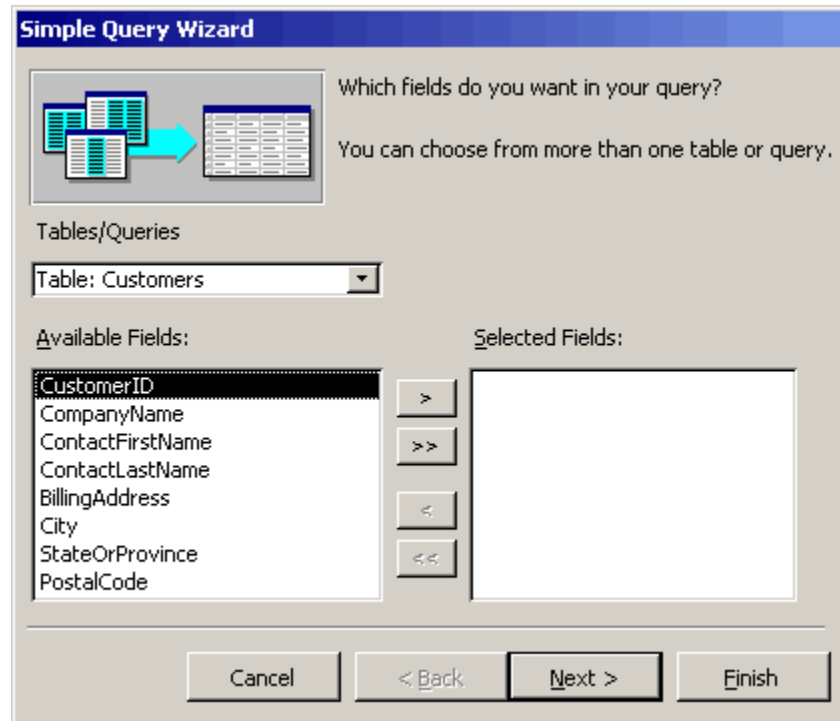 Simple Query Wizard
Which fields do you want in your query?
You can choose from more than one table or query.
Tables/Queries
Table: Customers
Available Fields:
CustomerID
CompanyName
ContactFirstName
ContactLastName
BillingAddress
City
StateOrProvince
PostalCode
>
>>
<
<<
Selected Fields:
Cancel
< Back
Next >
Finish